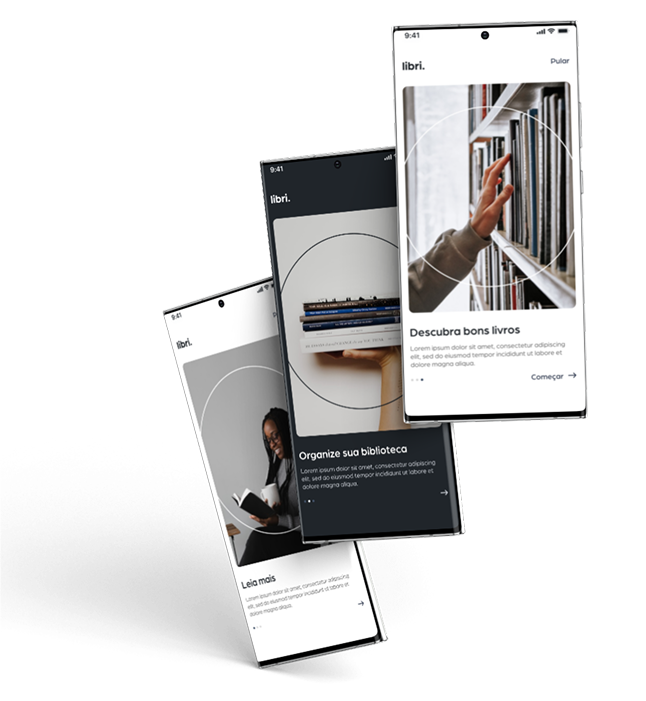 9:41
libri.
Pular
Descubra bons livros
Lorem ipsum dolor sit amet, consectetur adipiscing
elit, sed do eiusmod tempor incididunt ut labore et
dolore magna aliqua.
Começar →
9:41
libri.
Organize sua biblioteca
Lorem ipsum dolor sit amet, consectetur adipiscing
elit, sed do eiusmod tempor incididunt ut labore et
dolore magna aliqua.
→
9:41
libri.
Leia mais
Lorem ipsum dolor sit amet, consectetur adipiscing
elit, sed do eiusmod tempor incididunt ut labore et
dolore magna aliqua.
→